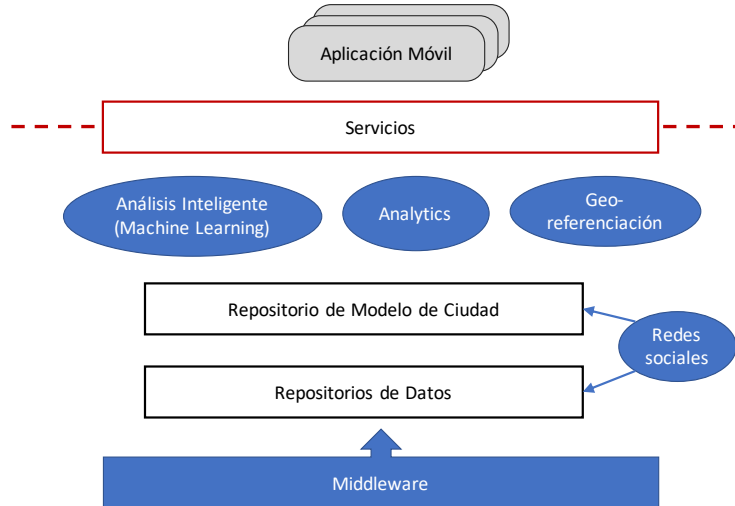 Aplicación Móvil
Servicios
Análisis Inteligente
(Machine Learning)
Analytics
Geo-
referenciación
Repositorio de Modelo de Ciudad
Redes
sociales
Repositorios de Datos
Middleware